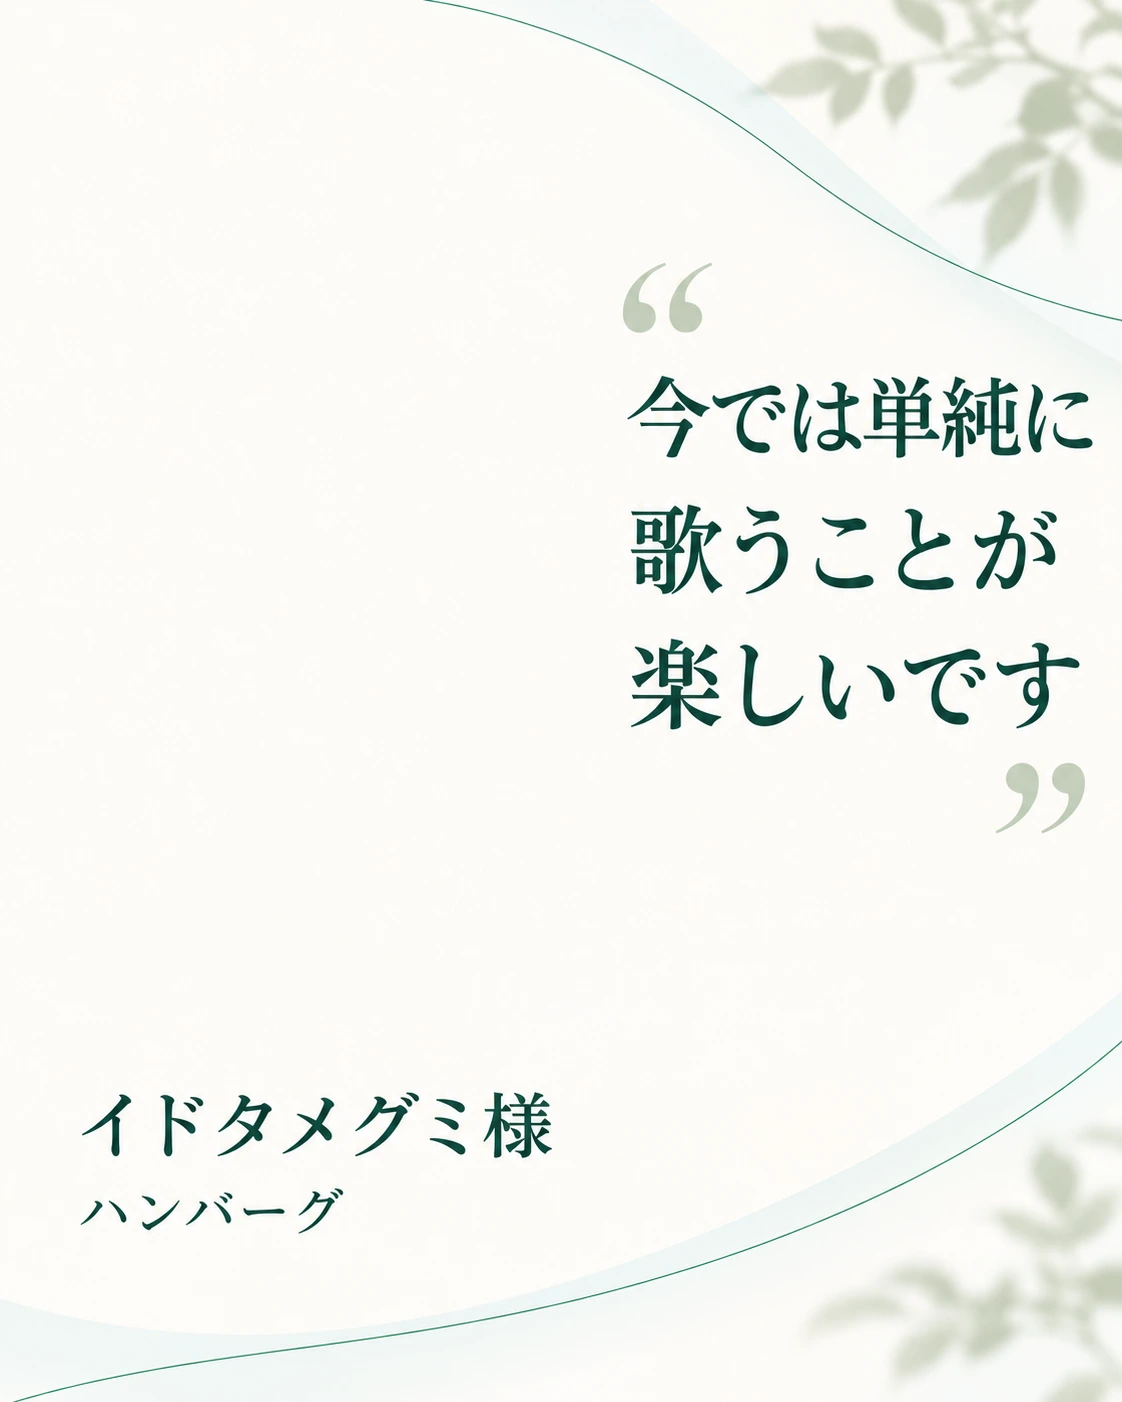 “
今では単純に
歌うことが
楽しいです
”
イドタメグミ様
ハンバーグ